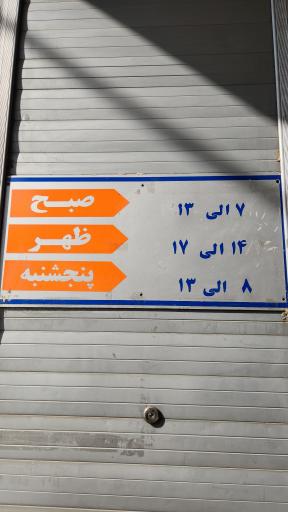 صبح ۷ الی ۱۳
ظهر ۱۴ الی ۱۷
پنجشنبه ۸ الی ۱۳